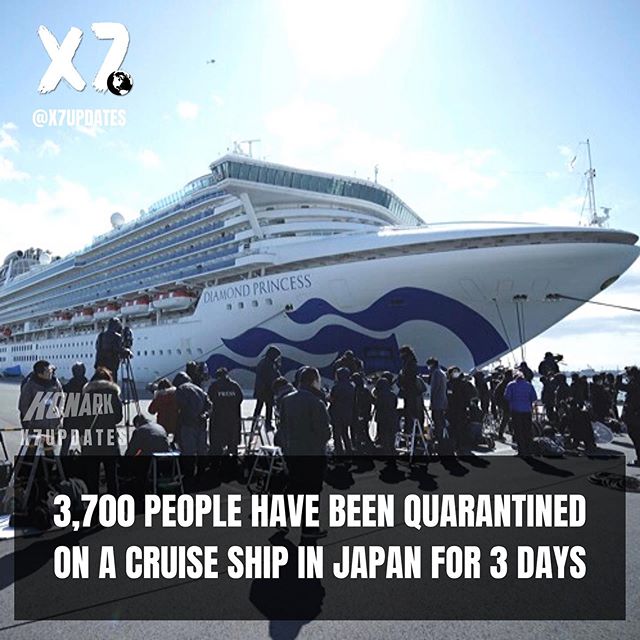 X7
@X7UPDATES
DIAMOND PRINCESS
PRESS
KONARK
X7UPDATES
3,700 PEOPLE HAVE BEEN QUARANTINED
ON A CRUISE SHIP IN JAPAN FOR 3 DAYS